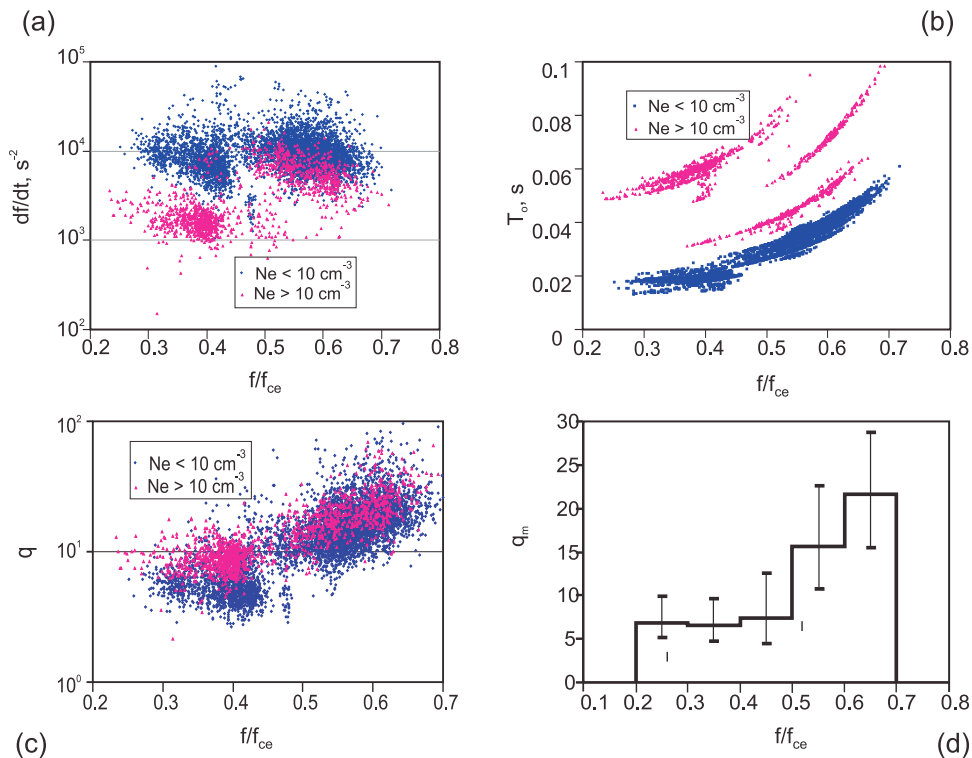 (a)
(b)
10^5
10^4
10^3
10^2
df/dt, s^-2
Ne < 10 cm^-3
Ne > 10 cm^-3
0.2 0.3 0.4 0.5 0.6 0.7 0.8
f/f_ce
0.1
0.08
0.06
0.04
0.02
0
T_o, s
Ne < 10 cm^-3
Ne > 10 cm^-3
0.2 0.3 0.4 0.5 0.6 0.7 0.8
f/f_ce
10^2
10^1
10^0
q
Ne < 10 cm^-3
Ne > 10 cm^-3
0.2 0.3 0.4 0.5 0.6 0.7
f/f_ce
30
25
20
15
10
5
0
q_m
0.1 0.2 0.3 0.4 0.5 0.6 0.7 0.8
f/f_ce
(c)
(d)